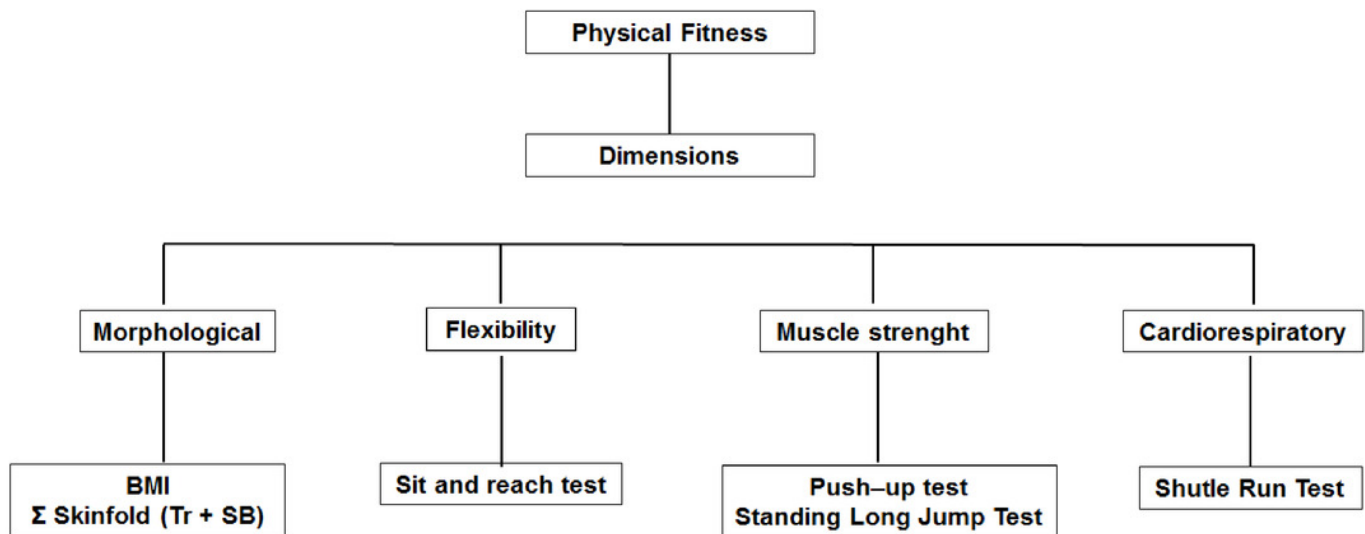 Physical Fitness
Dimensions
Morphological
Flexibility
Muscle strenght
Cardiorespiratory
BMI
Σ Skinfold (Tr + SB)
Sit and reach test
Push–up test
Standing Long Jump Test
Shutle Run Test